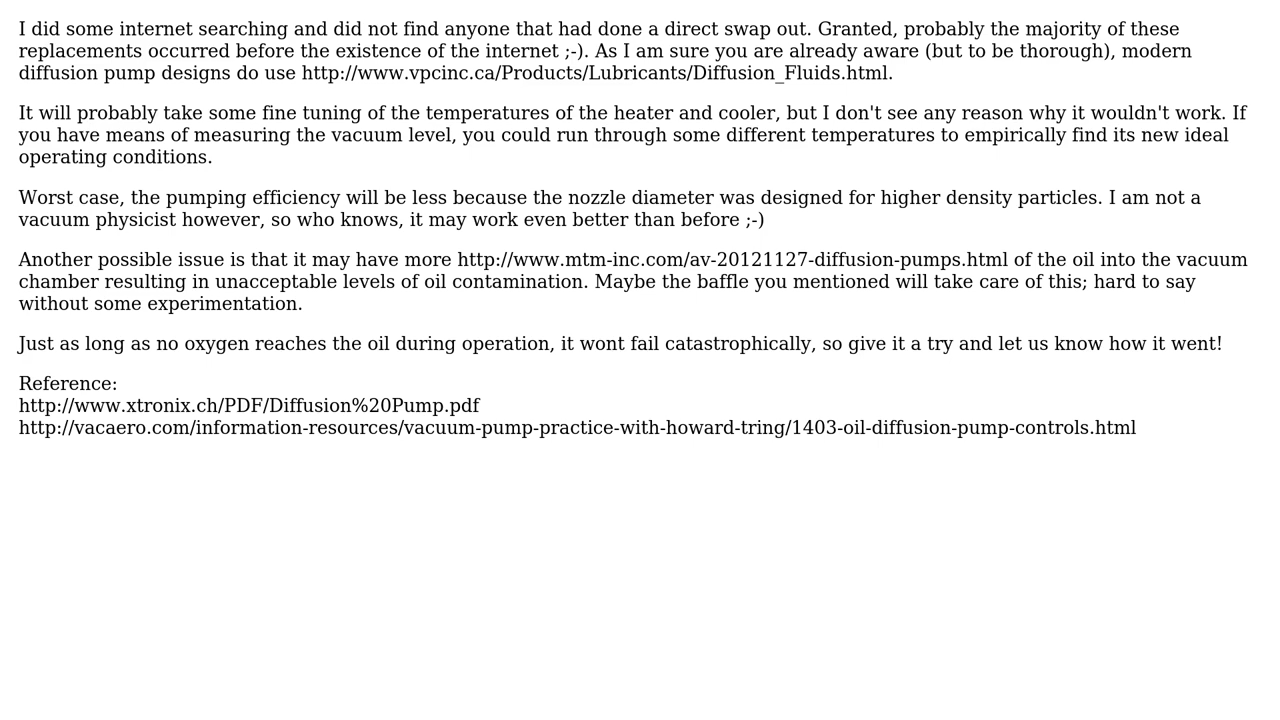 I did some internet searching and did not find anyone that had done a direct swap out. Granted, probably the majority of these
replacements occurred before the existence of the internet ;-). As I am sure you are already aware (but to be thorough), modern
diffusion pump designs do use http://www.vpcinc.ca/Products/Lubricants/Diffusion_Fluids.html.
It will probably take some fine tuning of the temperatures of the heater and cooler, but I don't see any reason why it wouldn't work. If
you have means of measuring the vacuum level, you could run through some different temperatures to empirically find its new ideal
operating conditions.
Worst case, the pumping efficiency will be less because the nozzle diameter was designed for higher density particles. I am not a
vacuum physicist however, so who knows, it may work even better than before ;-)
Another possible issue is that it may have more http://www.mtm-inc.com/av-20121127-diffusion-pumps.html of the oil into the vacuum
chamber resulting in unacceptable levels of oil contamination. Maybe the baffle you mentioned will take care of this; hard to say
without some experimentation.
Just as long as no oxygen reaches the oil during operation, it wont fail catastrophically, so give it a try and let us know how it went!
Reference:
http://www.xtronix.ch/PDF/Diffusion%20Pump.pdf
http://vacaero.com/information-resources/vacuum-pump-practice-with-howard-tring/1403-oil-diffusion-pump-controls.html